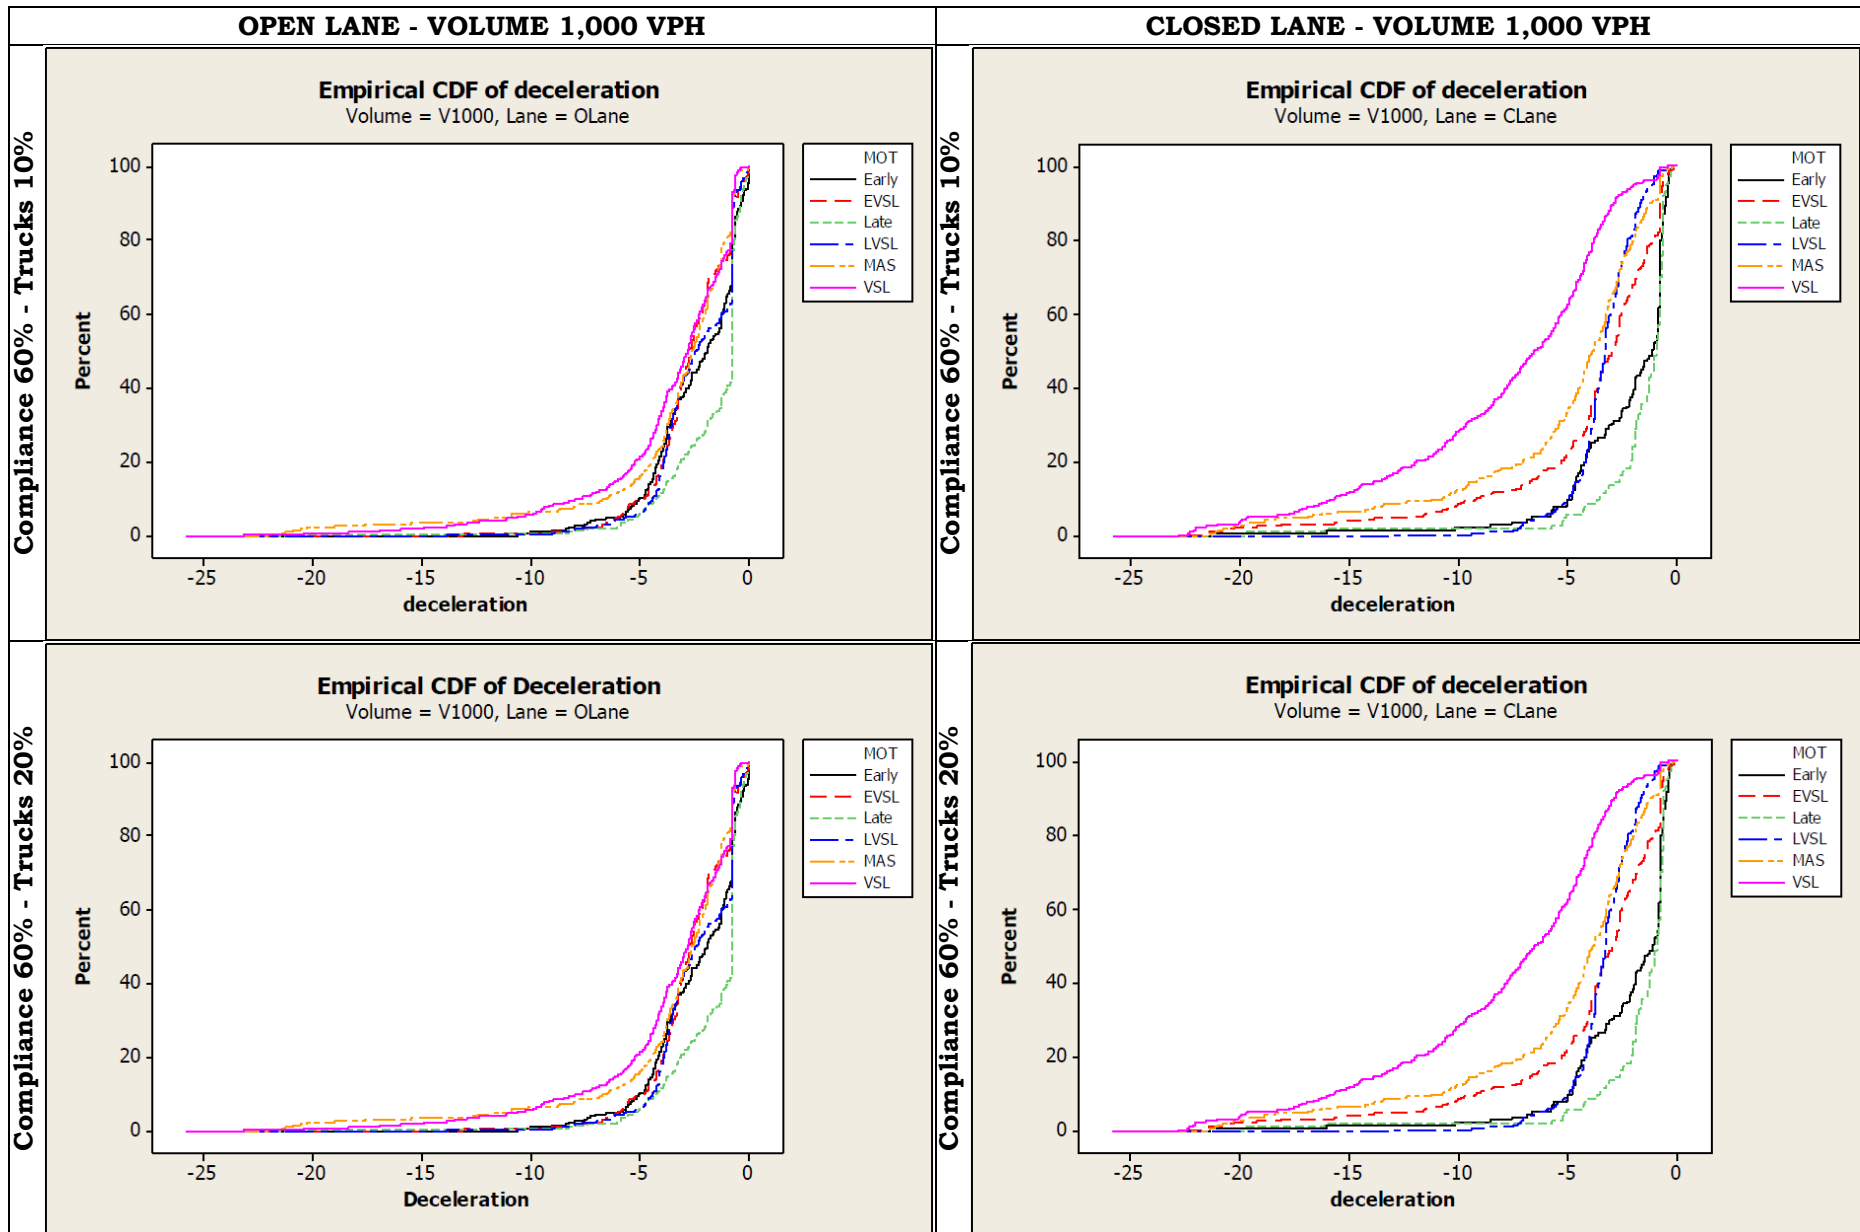 OPEN LANE - VOLUME 1,000 VPH
CLOSED LANE - VOLUME 1,000 VPH
Compliance 60% - Trucks 10%
Empirical CDF of deceleration
Volume = V1000, Lane = OLane
100
80
60
40
20
0
Percent
-25 -20 -15 -10 -5 0
deceleration
MOT
Early
EVSL
Late
LVSL
MAS
VSL
Compliance 60% - Trucks 10%
Empirical CDF of deceleration
Volume = V1000, Lane = CLane
100
80
60
40
20
0
Percent
-25 -20 -15 -10 -5 0
deceleration
MOT
Early
EVSL
Late
LVSL
MAS
VSL
Compliance 60% - Trucks 20%
Empirical CDF of Deceleration
Volume = V1000, Lane = OLane
100
80
60
40
20
0
Percent
-25 -20 -15 -10 -5 0
Deceleration
MOT
Early
EVSL
Late
LVSL
MAS
VSL
Compliance 60% - Trucks 20%
Empirical CDF of deceleration
Volume = V1000, Lane = CLane
100
80
60
40
20
0
Percent
-25 -20 -15 -10 -5 0
deceleration
MOT
Early
EVSL
Late
LVSL
MAS
VSL